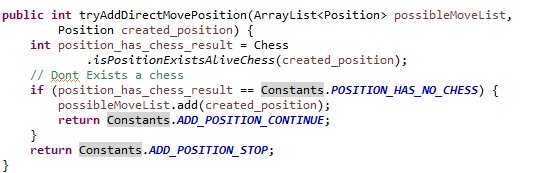 public int tryAddDirectMovePosition(ArrayList<Position> possibleMoveList,
        Position created_position) {
    int position_has_chess_result = Chess
            .isPositionExistsAliveChess(created_position);
    // Dont Exists a chess
    if (position_has_chess_result == Constants.POSITION_HAS_NO_CHESS) {
        possibleMoveList.add(created_position);
        return Constants.ADD_POSITION_CONTINUE;
    }
    return Constants.ADD_POSITION_STOP;
}